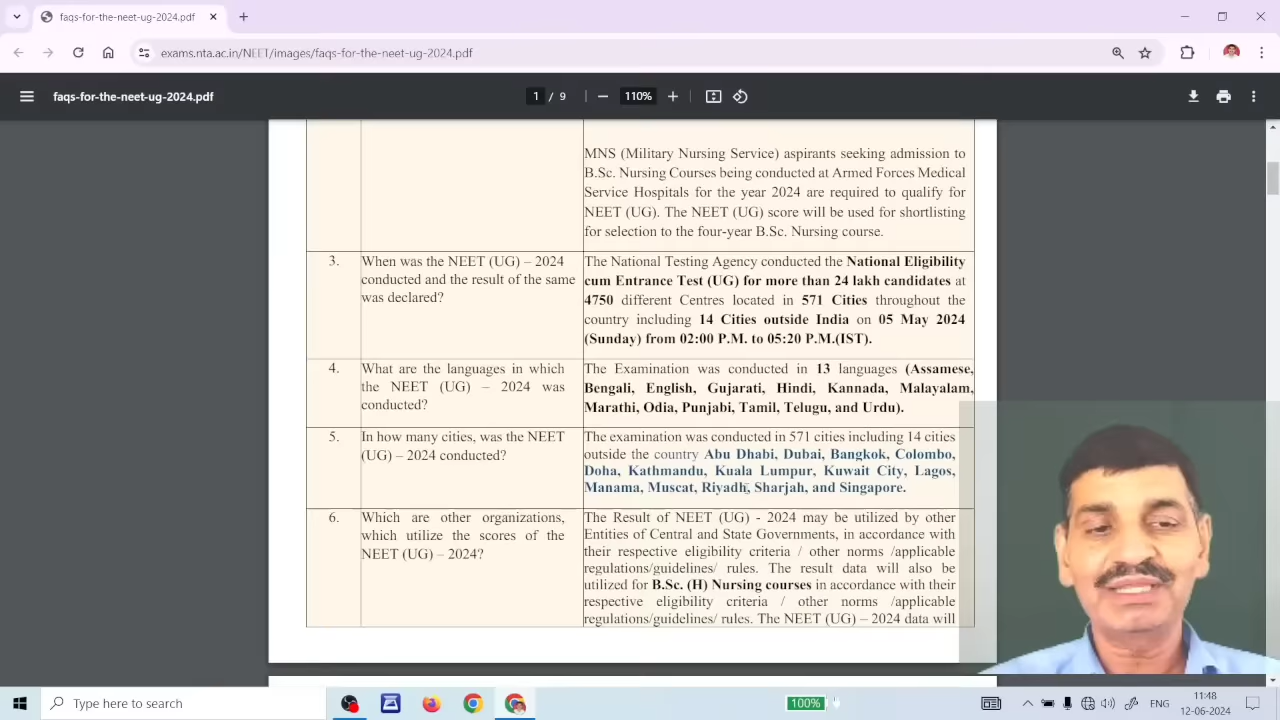 faqs-for-the-neet-ug-2024.pdf
exams.nta.ac.in/NEET/images/faqs-for-the-neet-ug-2024.pdf
faqs-for-the-neet-ug-2024.pdf
1 / 9
110%
MNS (Military Nursing Service) aspirants seeking admission to
B.Sc. Nursing Courses being conducted at Armed Forces Medical
Service Hospitals for the year 2024 are required to qualify for
NEET (UG). The NEET (UG) score will be used for shortlisting
for selection to the four-year B.Sc. Nursing course.
3.
When was the NEET (UG) – 2024
conducted and the result of the same
was declared?
The National Testing Agency conducted the National Eligibility
cum Entrance Test (UG) for more than 24 lakh candidates at
4750 different Centres located in 571 Cities throughout the
country including 14 Cities outside India on 05 May 2024
(Sunday) from 02:00 P.M. to 05:20 P.M.(IST).
4.
What are the languages in which
the NEET (UG) – 2024 was
conducted?
The Examination was conducted in 13 languages (Assamese,
Bengali, English, Gujarati, Hindi, Kannada, Malayalam,
Marathi, Odia, Punjabi, Tamil, Telugu, and Urdu).
5.
In how many cities, was the NEET
(UG) – 2024 conducted?
The examination was conducted in 571 cities including 14 cities
outside the country Abu Dhabi, Dubai, Bangkok, Colombo,
Doha, Kathmandu, Kuala Lumpur, Kuwait City, Lagos,
Manama, Muscat, Riyadh, Sharjah, and Singapore.
6.
Which are other organizations,
which utilize the scores of the
NEET (UG) – 2024?
The Result of NEET (UG) - 2024 may be utilized by other
Entities of Central and State Governments, in accordance with
their respective eligibility criteria / other norms /applicable
regulations/guidelines/ rules. The result data will also be
utilized for B.Sc. (H) Nursing courses in accordance with their
respective eligibility criteria / other norms /applicable
regulations/guidelines/ rules. The NEET (UG) – 2024 data will
Type here to search
100%
ENG
11:48
12-06-2024